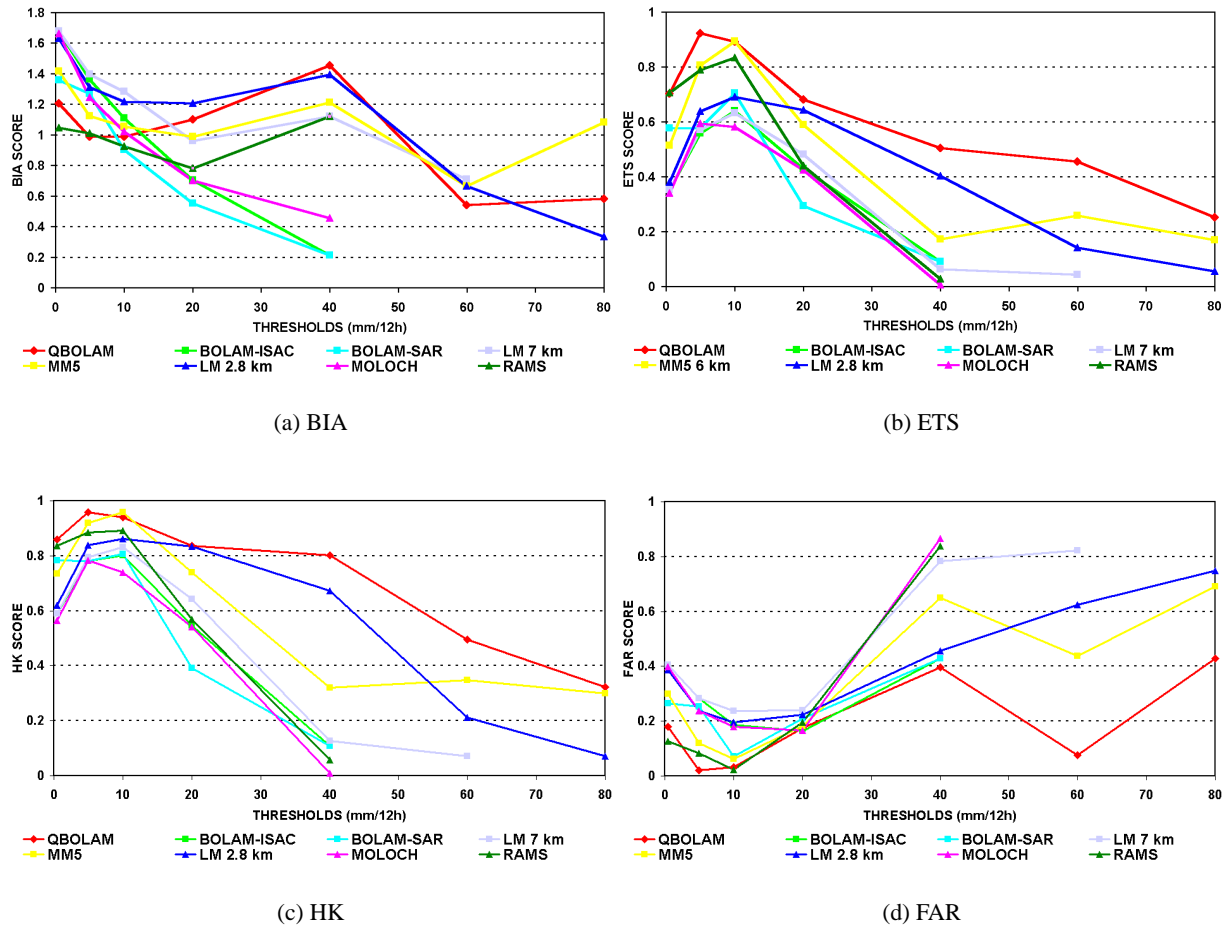 BIA SCORE
1.8
1.6
1.4
1.2
1
0.8
0.6
0.4
0.2
0
0 10 20 30 40 50 60 70 80
THRESHOLDS (mm/12h)
QBOLAM BOLAM-ISAC BOLAM-SAR LM 7 km
MM5 LM 2.8 km MOLOCH RAMS
(a) BIA
ETS SCORE
1
0.8
0.6
0.4
0.2
0
0 10 20 30 40 50 60 70 80
THRESHOLDS (mm/12h)
QBOLAM BOLAM-ISAC BOLAM-SAR LM 7 km
MM5 6 km LM 2.8 km MOLOCH RAMS
(b) ETS
HK SCORE
1
0.8
0.6
0.4
0.2
0
0 10 20 30 40 50 60 70 80
THRESHOLDS (mm/12h)
QBOLAM BOLAM-ISAC BOLAM-SAR LM 7 km
MM5 LM 2.8 km MOLOCH RAMS
(c) HK
FAR SCORE
1
0.8
0.6
0.4
0.2
0
0 10 20 30 40 50 60 70 80
THRESHOLDS (mm/12h)
QBOLAM BOLAM-ISAC BOLAM-SAR LM 7 km
MM5 LM 2.8 km MOLOCH RAMS
(d) FAR